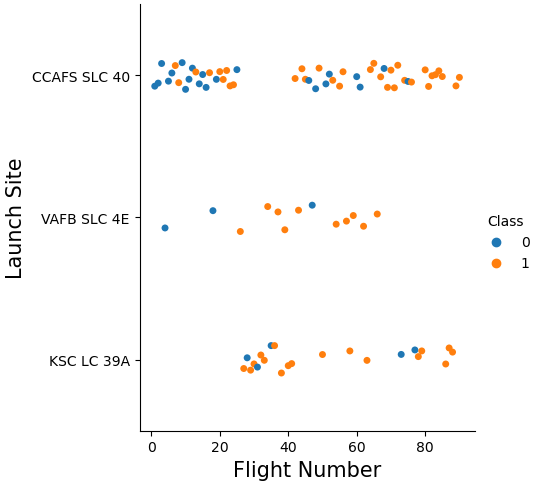 CCAFS SLC 40
VAFB SLC 4E
KSC LC 39A
Launch Site
0
20
40
60
80
Flight Number
Class
0
1